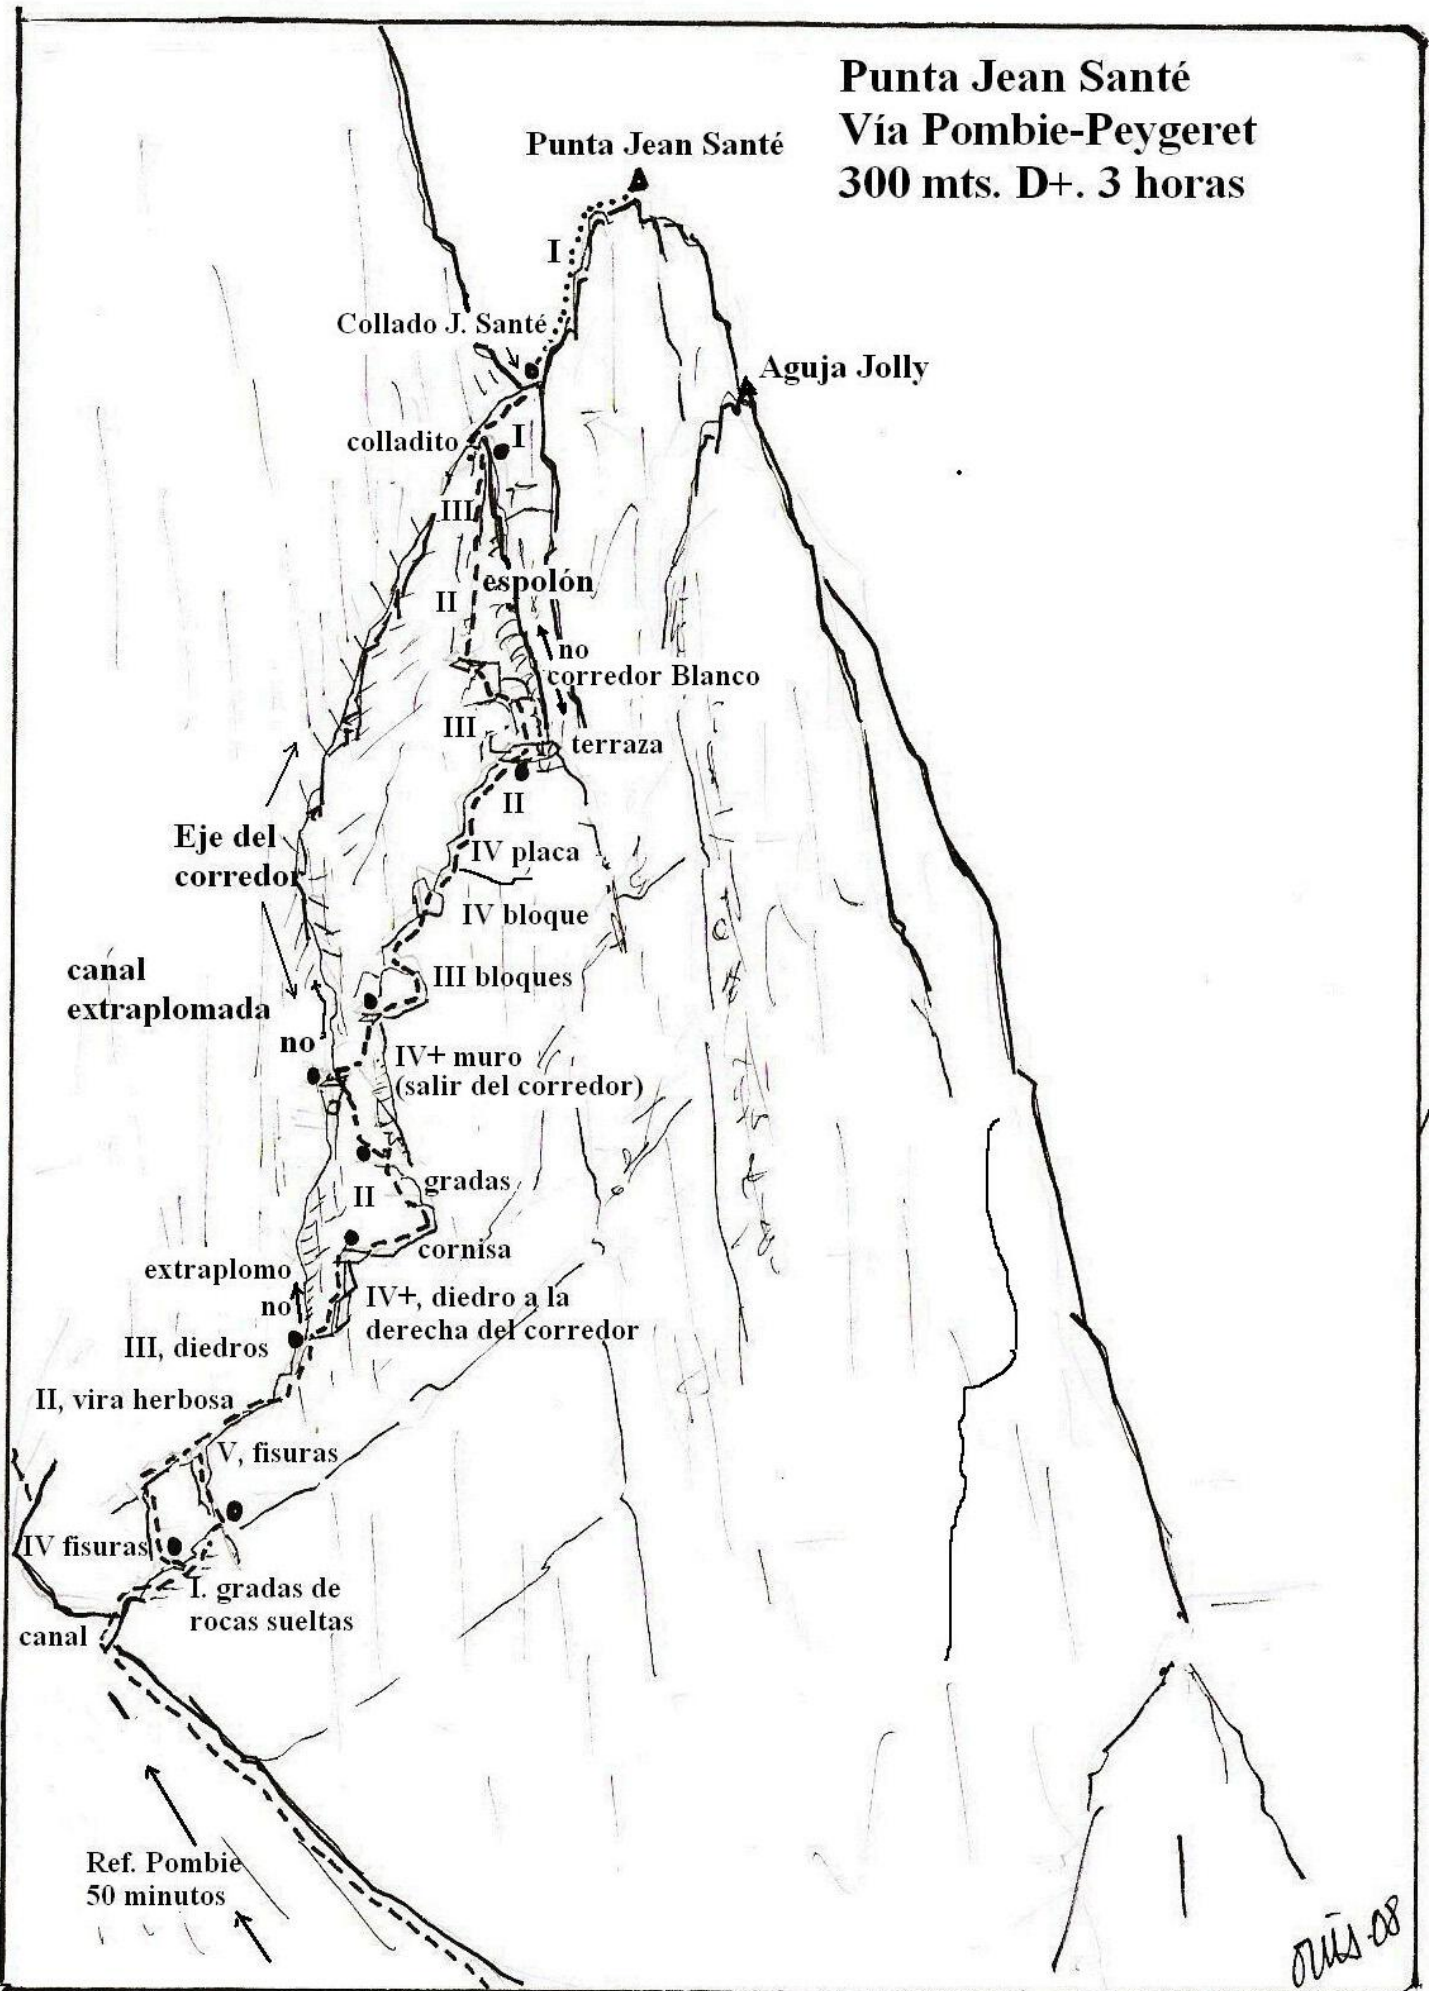 Punta Jean Santé
Vía Pombie-Peygeret
300 mts. D+. 3 horas
Punta Jean Santé
I
Collado J. Santé
Aguja Jolly
colladito
I
III
espolón
II
no
corredor Blanco
III
terraza
II
Eje del
corredor
IV placa
IV bloque
canal
extraplomada
III bloques
no
IV+ muro
(salir del corredor)
gradas
II
cornisa
extraplomo
no
IV+, diedro a la
derecha del corredor
III, diedros
II, vira herbosa
V, fisuras
IV fisuras
I. gradas de
rocas sueltas
canal
Ref. Pombie
50 minutos